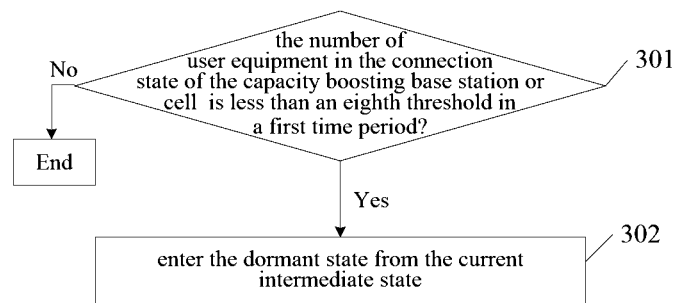 the number of
user equipment in the connection
state of the capacity boosting base station or
cell is less than an eighth threshold in
a first time period?
301
No
End
Yes
302
enter the dormant state from the current
intermediate state